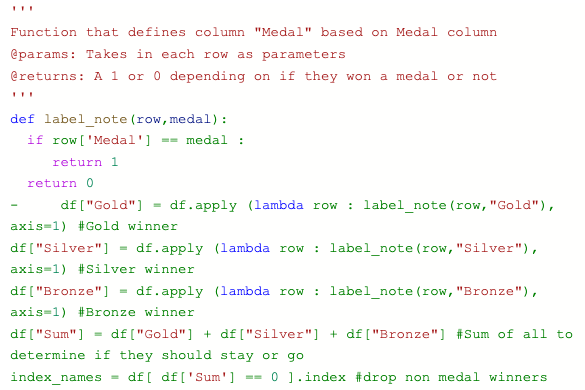 '''
Function that defines column "Medal" based on Medal column
@params: Takes in each row as parameters
@returns: A 1 or 0 depending on if they won a medal or not
'''
def label_note(row,medal):
  if row['Medal'] == medal :
     return 1
  return 0
-     df["Gold"] = df.apply (lambda row : label_note(row,"Gold"),
axis=1) #Gold winner
df["Silver"] = df.apply (lambda row : label_note(row,"Silver"),
axis=1) #Silver winner
df["Bronze"] = df.apply (lambda row : label_note(row,"Bronze"),
axis=1) #Bronze winner
df["Sum"] = df["Gold"] + df["Silver"] + df["Bronze"] #Sum of all to
determine if they should stay or go
index_names = df[ df['Sum'] == 0 ].index #drop non medal winners